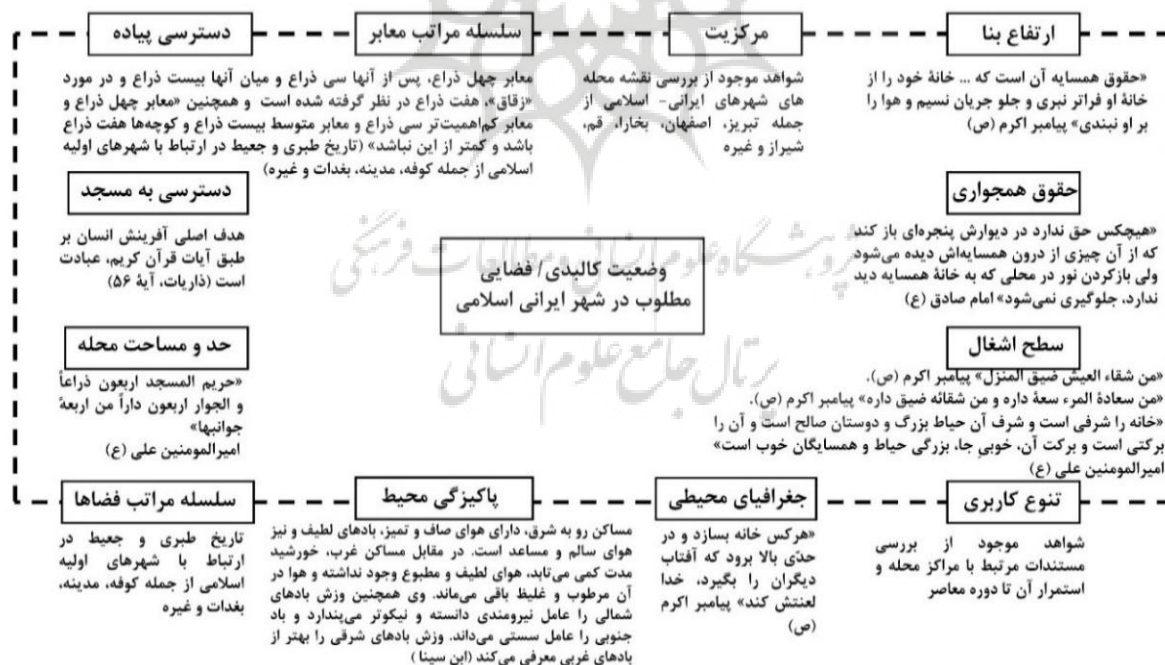 ارتفاع بنا
«حقوق همسایه آن است که ... خانهٔ خود را از
خانهٔ او فراتر نبری و جلو جریان نسیم و هوا را
بر او نبندی» پیامبر اکرم (ص)
مرکزیت
شواهد موجود از بررسی نقشه محله
های شهرهای ایرانی- اسلامی از
جمله تبریز، اصفهان، بخارا، قم،
شیراز و غیره
سلسله مراتب معابر
دسترسی پیاده
معابر چهل ذراع، پس از آنها سی ذراع و میان آنها بیست ذراع و در مورد
«زقاق»، هفت ذراع در نظر گرفته شده است و همچنین «معابر چهل ذراع و
معابر کم‌اهمیت‌تر سی ذراع و معابر متوسط بیست ذراع و کوچه‌ها هفت ذراع
باشد و کمتر از این نباشد» (تاریخ طبری و جعیط در ارتباط با شهرهای اولیه
اسلامی از جمله کوفه، مدینه، بغدات و غیره)
حقوق همجواری
«هیچکس حق ندارد در دیوارش پنجره‌ای باز کند
که از آن چیزی از درون همسایه‌اش دیده می‌شود
ولی بازکردن نور در محلی که به خانهٔ همسایه دید
ندارد، جلوگیری نمی‌شود» امام صادق (ع)
دسترسی به مسجد
هدف اصلی آفرینش انسان بر
طبق آیات قرآن کریم، عبادت
است (ذاریات، آیهٔ ۵۶)
وضعیت کالبدی/ فضایی
مطلوب در شهر ایرانی اسلامی
پژوهشگاه علوم انسانی و مطالعات فرهنگی
پرتال جامع علوم انسانی
سطح اشغال
«من شقاء العیش ضیق المنزل» پیامبر اکرم (ص).
«من سعادة المرء سعة داره و من شقائه ضیق داره» پیامبر اکرم (ص).
«خانه را شرفی است و شرف آن حیاط بزرگ و دوستان صالح است و آن را
برکتی است و برکت آن، خوبیِ جا، بزرگی حیاط و همسایگان خوب است»
امیرالمومنین علی (ع)
حد و مساحت محله
«حریم المسجد اربعون ذراعاً
و الجوار اربعون داراً من اربعهٔ
جوانبها»
امیرالمومنین علی (ع)
تنوع کاربری
شواهد موجود از بررسی
مستندات مرتبط با مراکز محله و
استمرار آن تا دوره معاصر
جغرافیای محیطی
«هرکس خانه بسازد و در
حدّی بالا برود که آفتاب
دیگران را بگیرد، خدا
لعنتش کند» پیامبر اکرم
(ص)
پاکیزگی محیط
مساکن رو به شرق، دارای هوای صاف و تمیز، بادهای لطیف و نیز
هوای سالم و مساعد است. در مقابل مساکن غرب، خورشید
مدت کمی می‌تابد، هوای لطیف و مطبوع وجود نداشته و هوا در
آن مرطوب و غلیظ باقی می‌ماند. وی همچنین وزش بادهای
شمالی را عامل نیرومندی دانسته و نیکوتر می‌پندارد و باد
جنوبی را عامل سستی می‌داند. وزش بادهای شرقی را بهتر از
بادهای غربی معرفی می‌کند (ابن سینا )
سلسله مراتب فضاها
تاریخ طبری و جعیط در
ارتباط با شهرهای اولیه
اسلامی از جمله کوفه، مدینه،
بغدات و غیره